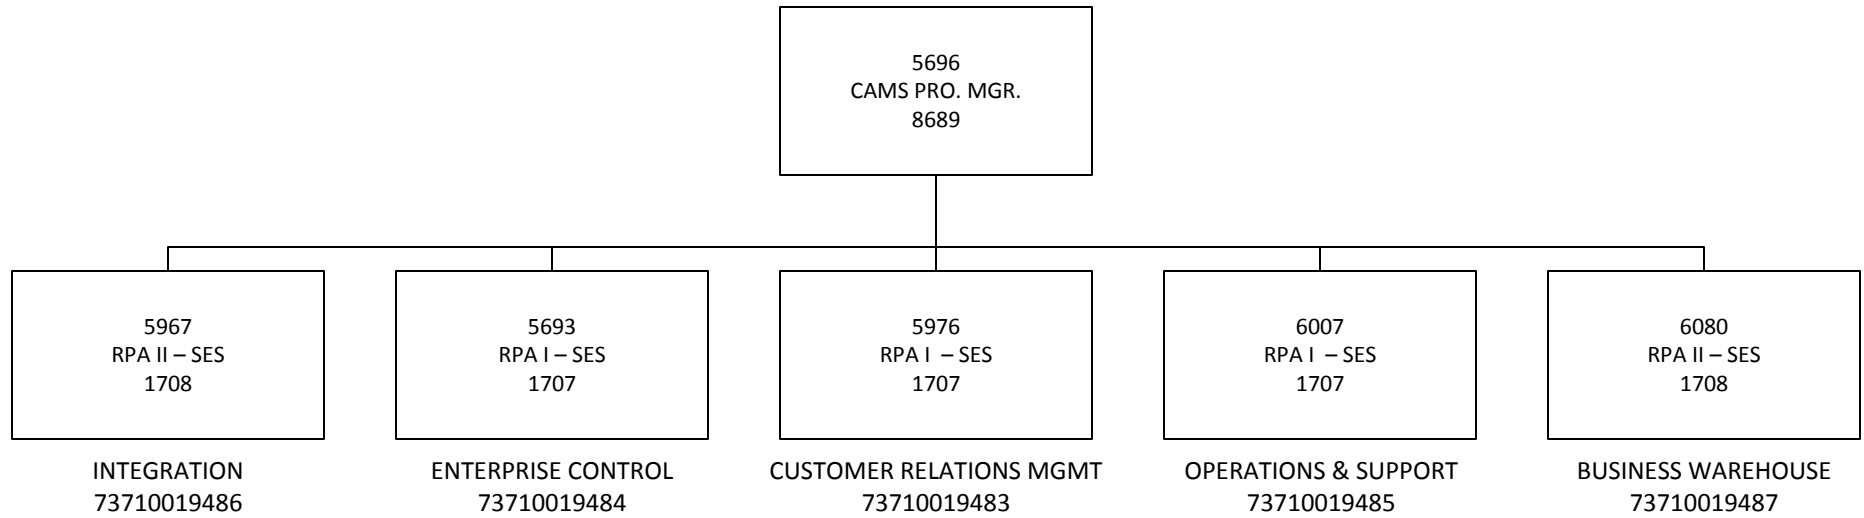 5696
CAMS PRO. MGR.
8689
5967
RPA II – SES
1708
5693
RPA I – SES
1707
5976
RPA I – SES
1707
6007
RPA I – SES
1707
6080
RPA II – SES
1708
INTEGRATION
73710019486
ENTERPRISE CONTROL
73710019484
CUSTOMER RELATIONS MGMT
73710019483
OPERATIONS & SUPPORT
73710019485
BUSINESS WAREHOUSE
73710019487